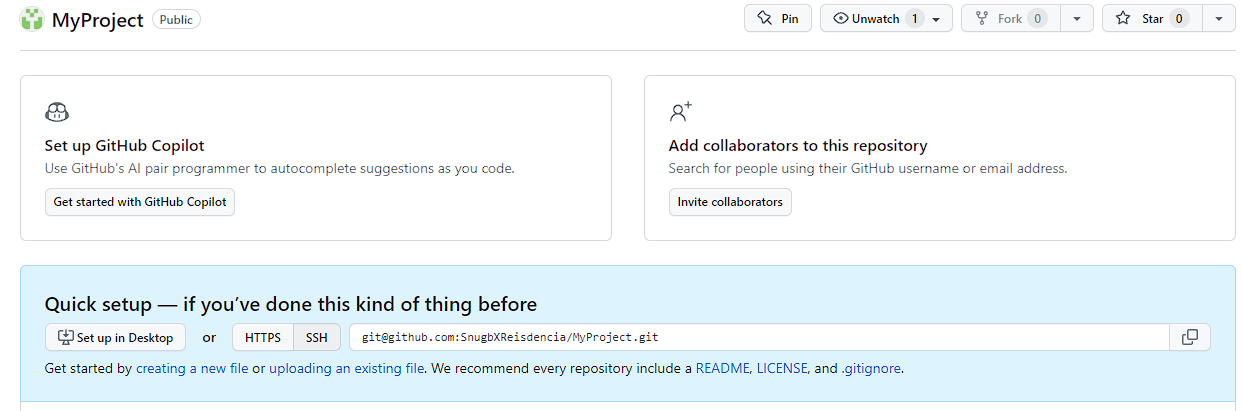 MyProject Public Pin Unwatch 1 Fork 0 Star 0
Set up GitHub Copilot
Use GitHub's AI pair programmer to autocomplete suggestions as you code.
Get started with GitHub Copilot
Add collaborators to this repository
Search for people using their GitHub username or email address.
Invite collaborators
Quick setup — if you've done this kind of thing before
Set up in Desktop or HTTPS SSH git@github.com:SnugbXReisdencia/MyProject.git
Get started by creating a new file or uploading an existing file. We recommend every repository include a README, LICENSE, and .gitignore.